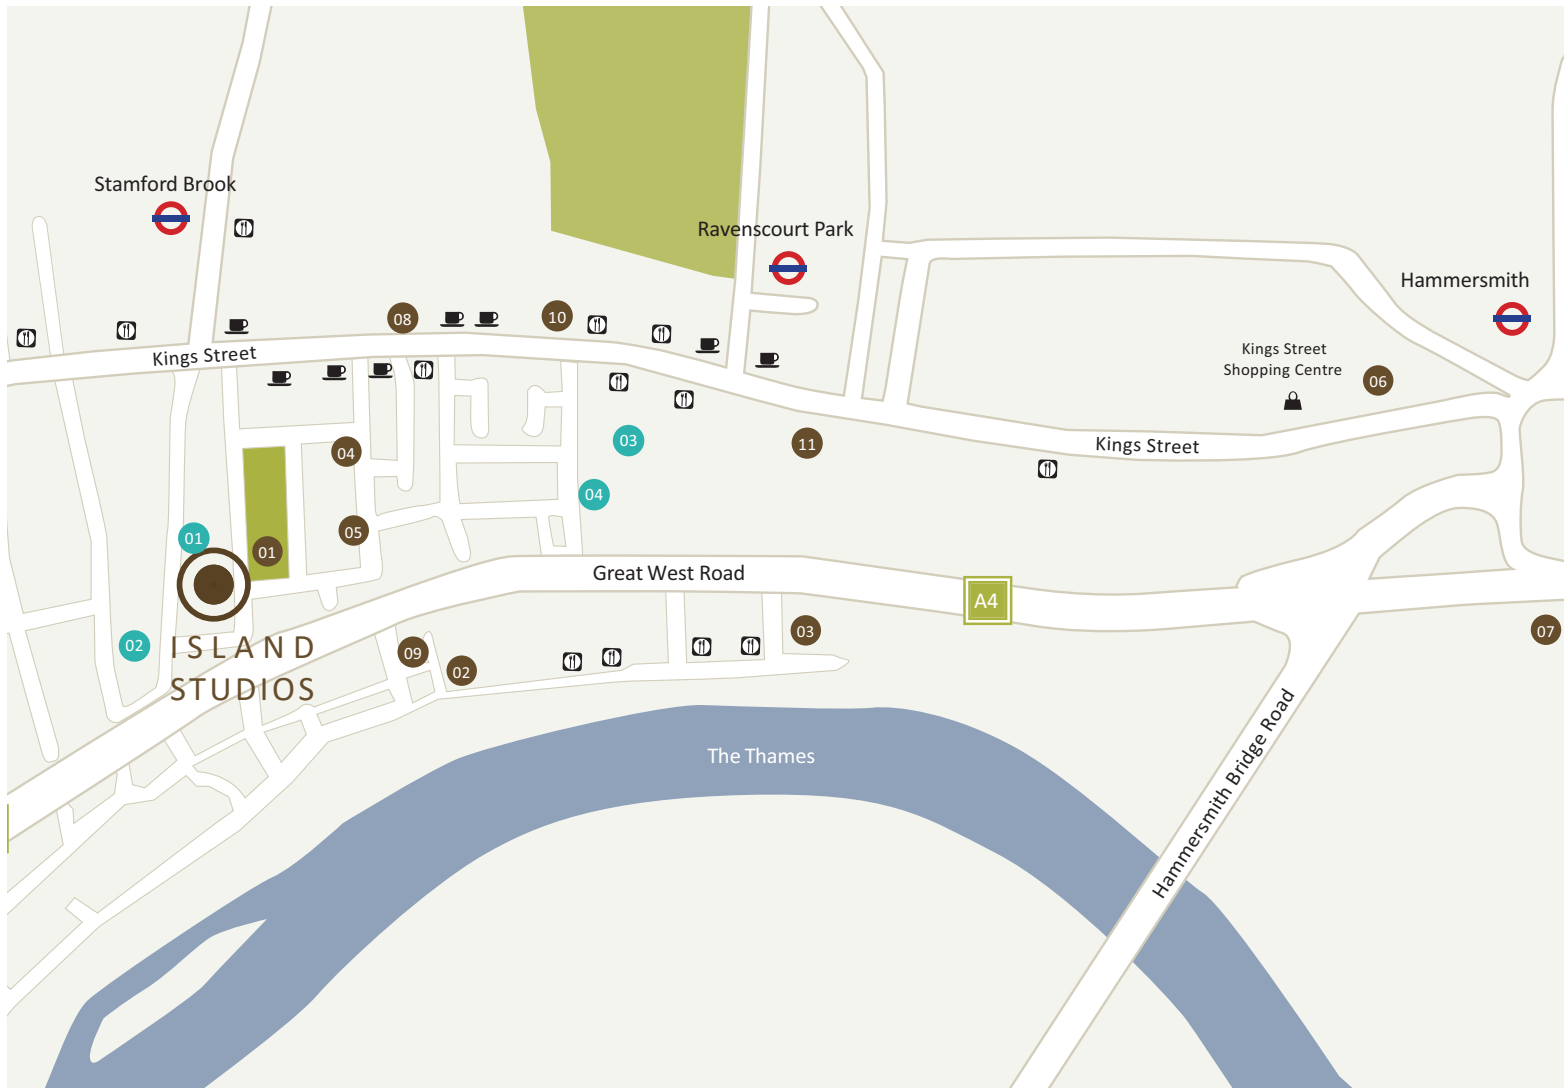 Stamford Brook
Ravenscourt Park
Hammersmith
08
10
Kings Street
Kings Street
Shopping Centre
06
03
11
Kings Street
04
04
05
01
01
Great West Road
A4
02
ISLAND
STUDIOS
09
02
03
07
The Thames
Hammersmith Bridge Road